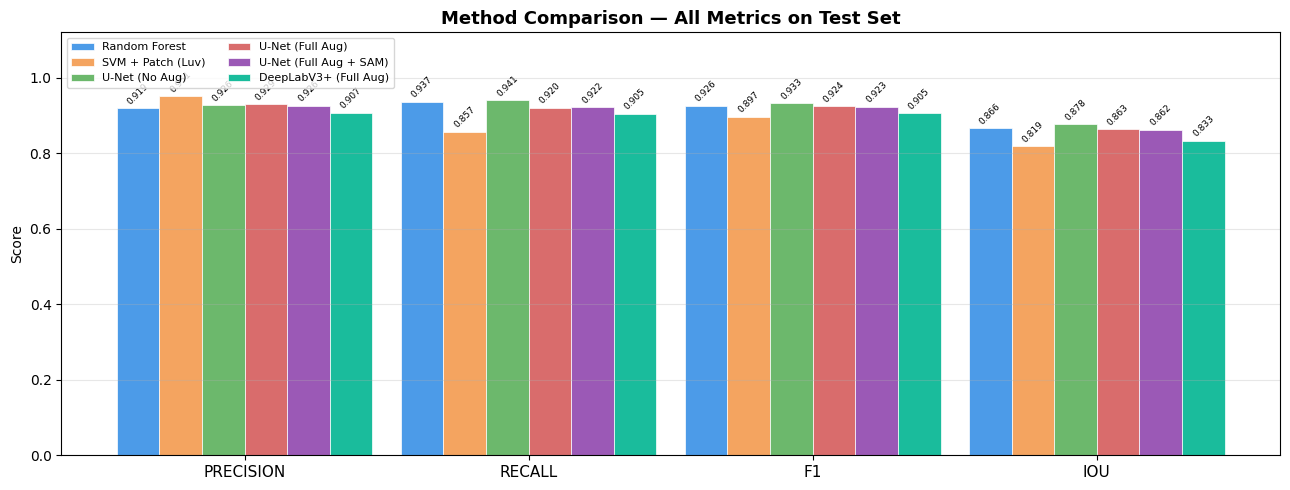 Method Comparison — All Metrics on Test Set
Random Forest
SVM + Patch (Luv)
U-Net (No Aug)
U-Net (Full Aug)
U-Net (Full Aug + SAM)
DeepLabV3+ (Full Aug)
0.907
0.937
0.857
0.941
0.920
0.922
0.905
0.926
0.897
0.933
0.924
0.923
0.905
0.866
0.819
0.878
0.863
0.862
0.833
Score
1.0
0.8
0.6
0.4
0.2
0.0
PRECISION
RECALL
F1
IOU